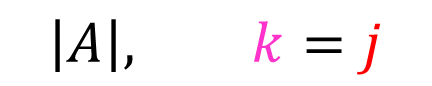 |A|, k = j